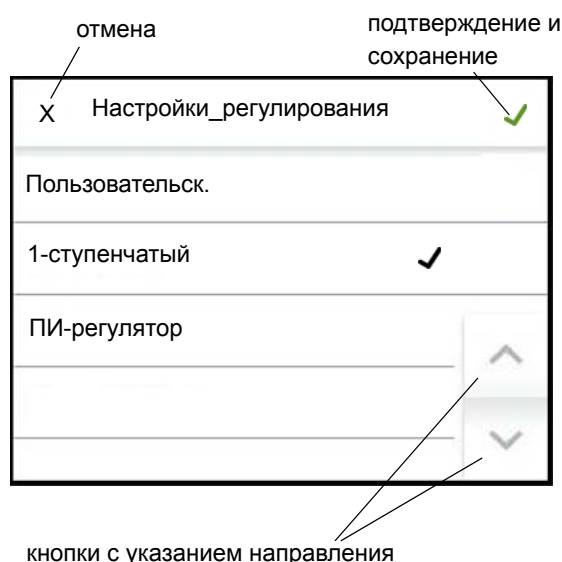 отмена
подтверждение и
сохранение
X Настройки_регулирования
Пользовательск.
1-ступенчатый
ПИ-регулятор
кнопки с указанием направления